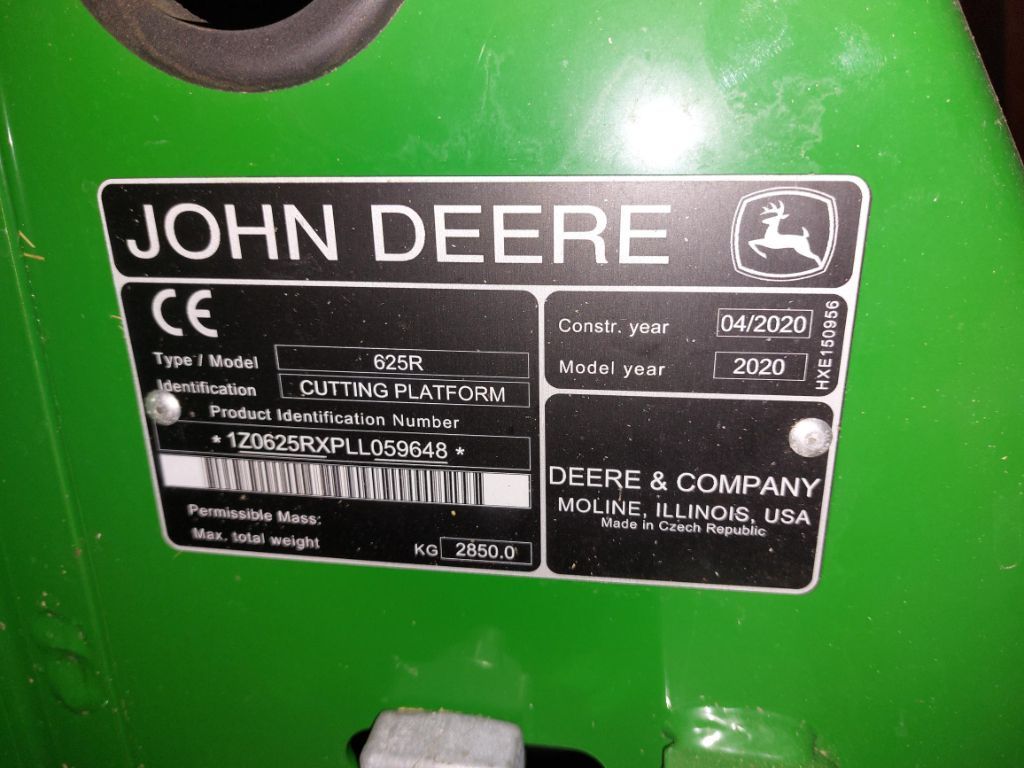 JOHN DEERE
CE
Type / Model 625R
Identification CUTTING PLATFORM
Product Identification Number
*1Z0625RXPLL059648*
Permissible Mass:
Max. total weight KG 2850.0
Constr. year 04/2020
Model year 2020
HXE150956
DEERE & COMPANY
MOLINE, ILLINOIS, USA
Made in Czech Republic